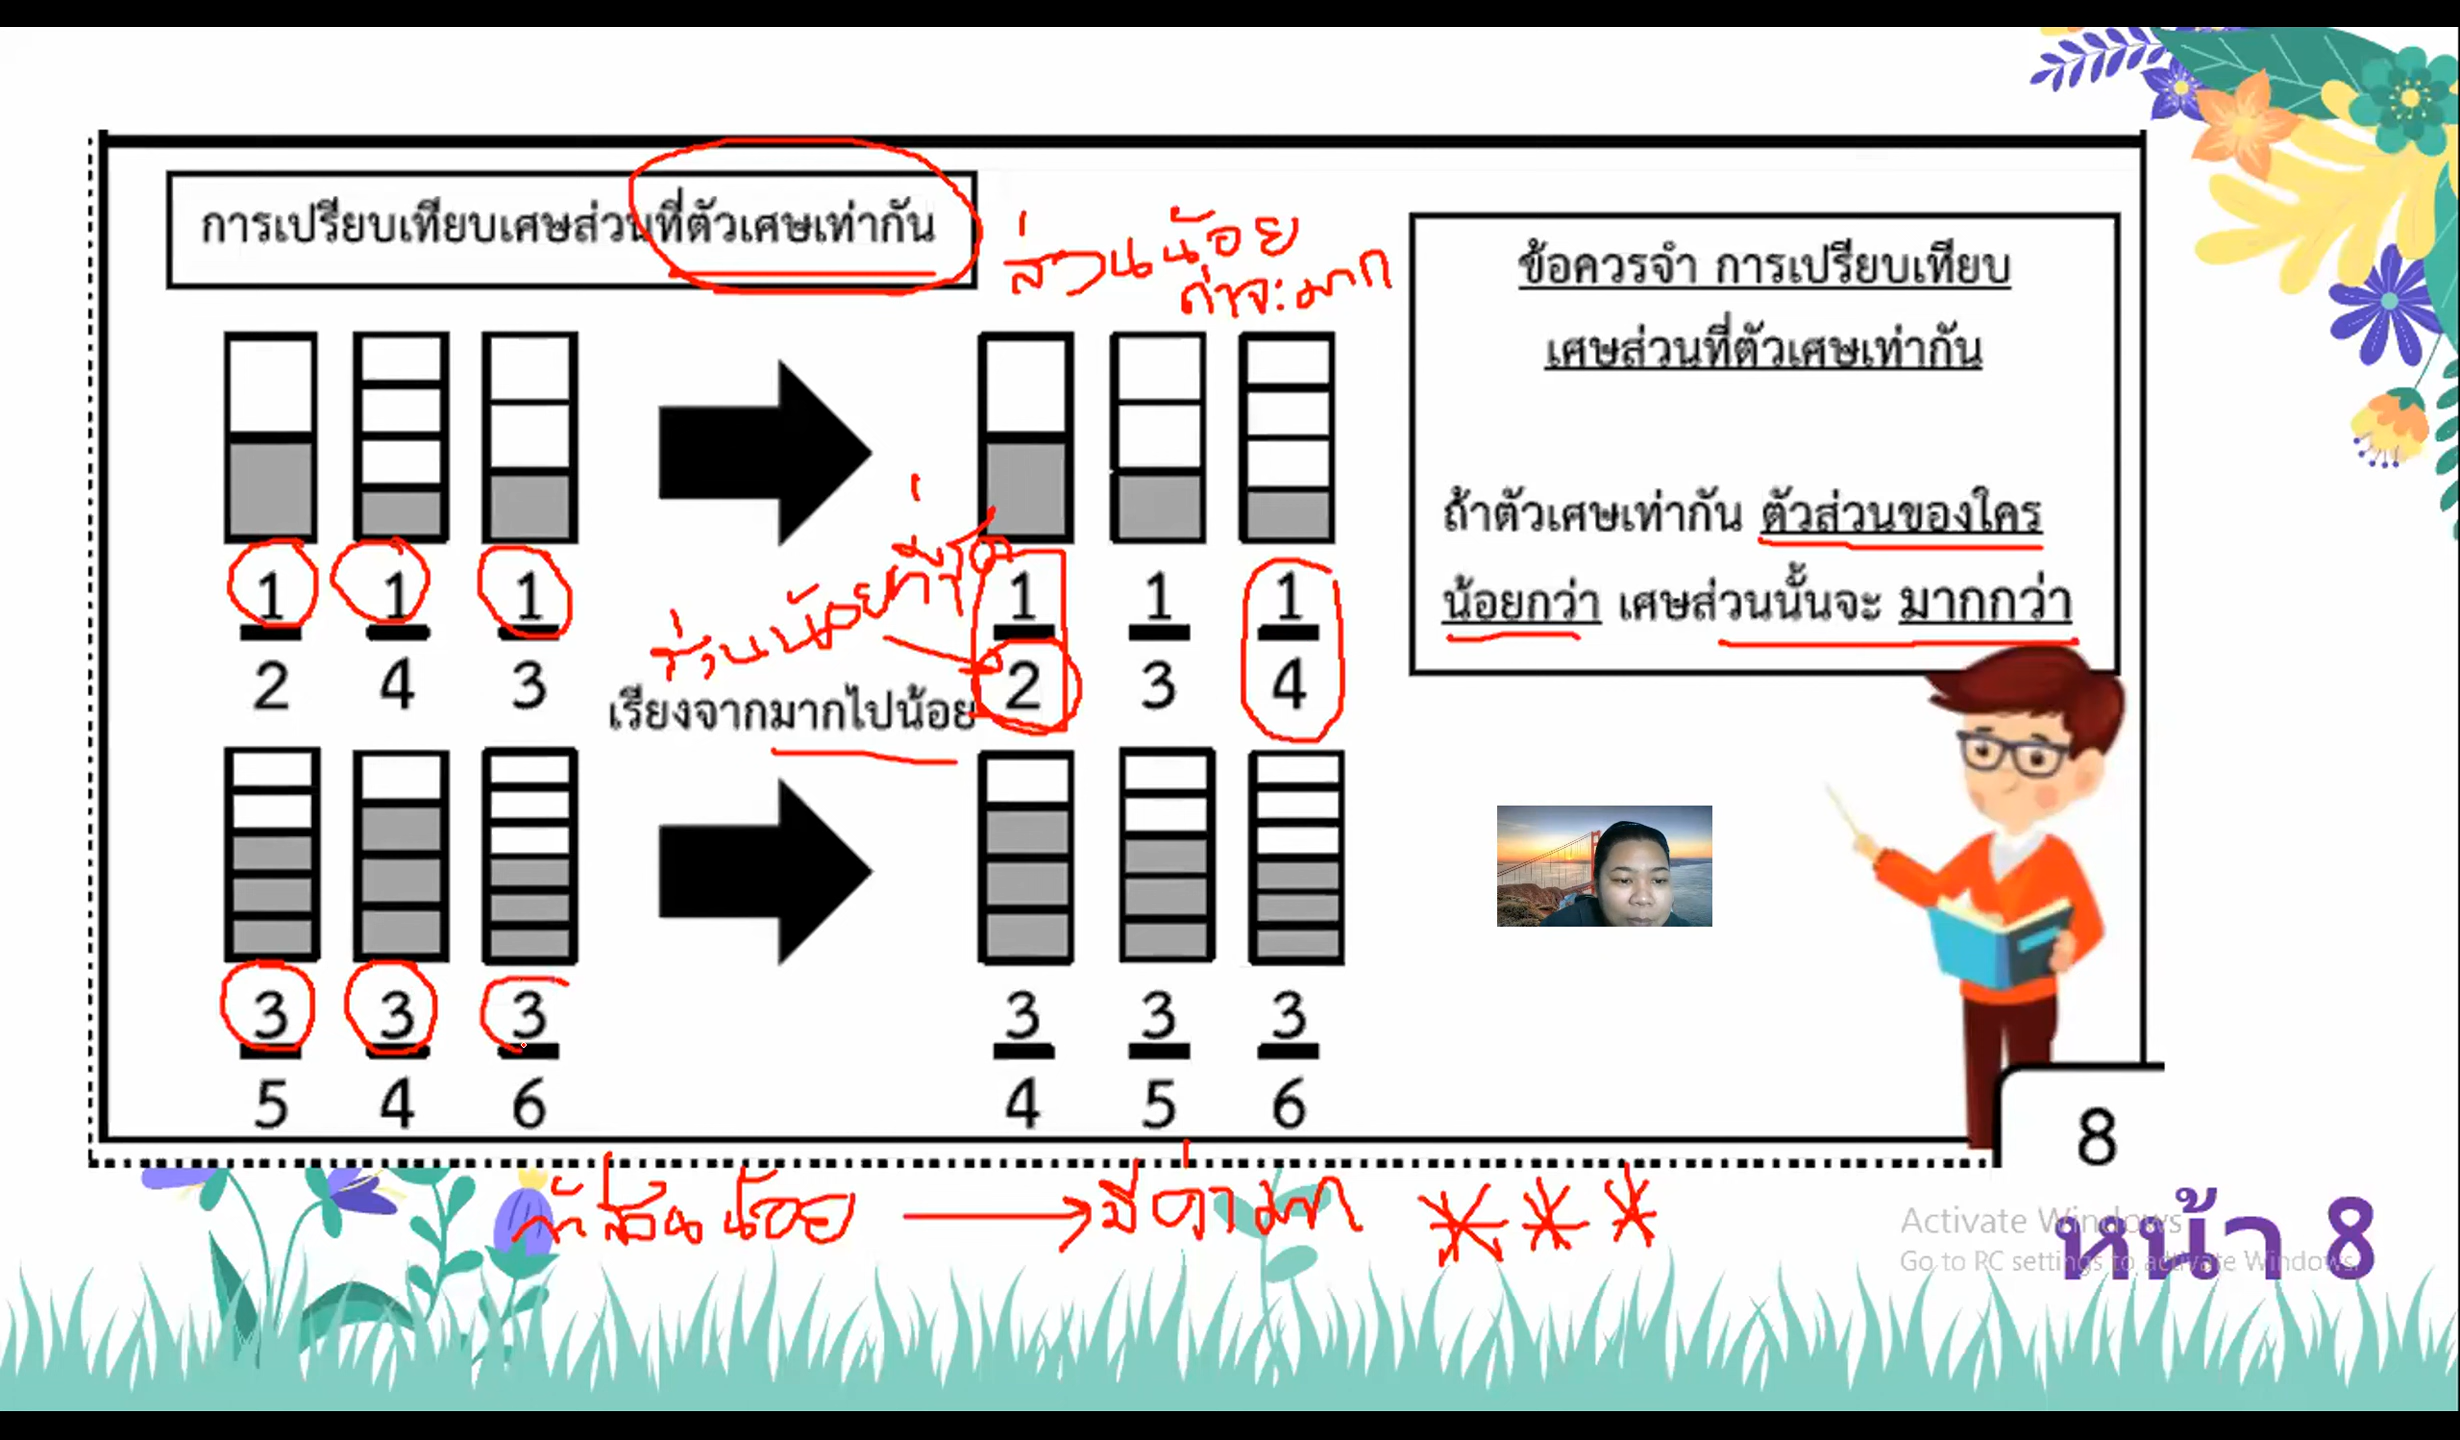 การเปรียบเทียบเศษส่วนที่ตัวเศษเท่ากัน
ส่วนน้อย
ค่าจะมาก
ข้อควรจำ การเปรียบเทียบ
เศษส่วนที่ตัวเศษเท่ากัน
ถ้าตัวเศษเท่ากัน ตัวส่วนของใคร
น้อยกว่า เศษส่วนนั้นจะ มากกว่า
1 1 1 1 1 1
2 4 3 2 3 4
ส่วนน้อย
เรียงจากมากไปน้อย
3 3 3 3 3 3
5 4 6 4 5 6
8
ส่วนน้อย → มีค่ามาก
หน้า 8
Activate Windows
Go to PC settings to activate Windows.